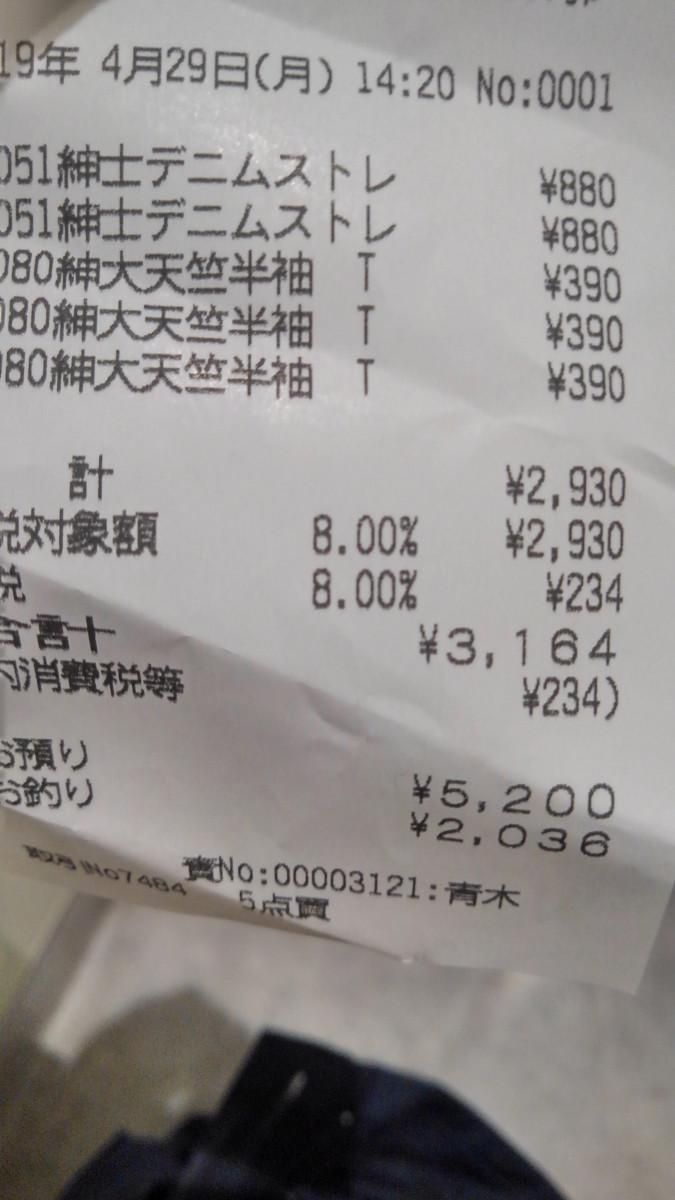 19年 4月29日(月) 14:20 No:0001
051紳士デニムストレ ¥880
051紳士デニムストレ ¥880
080紳大天竺半袖 T ¥390
080紳大天竺半袖 T ¥390
080紳大天竺半袖 T ¥390
計 ¥2,930
税対象額 8.00% ¥2,930
税 8.00% ¥234
合計 ¥3,164
内消費税等 ¥234)
お預り ¥5,200
お釣り ¥2,036
No7484 責No:00003121:青木
5点買